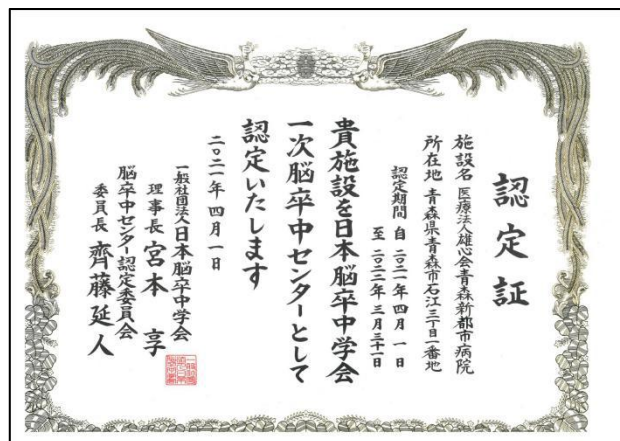 認定証
施設名 医療法人雄心会青森新都市病院
所在地 青森県青森市石江三丁目一番地
認定期間 自 二〇二一年 四月 一日
至 二〇二二年 三月三十一日
貴施設を日本脳卒中学会
一次脳卒中センターとして
認定いたします
二〇二一年 四月 一日
一般社団法人日本脳卒中学会
理事長 宮本 享
脳卒中センター認定委員会
委員長 齊藤延人